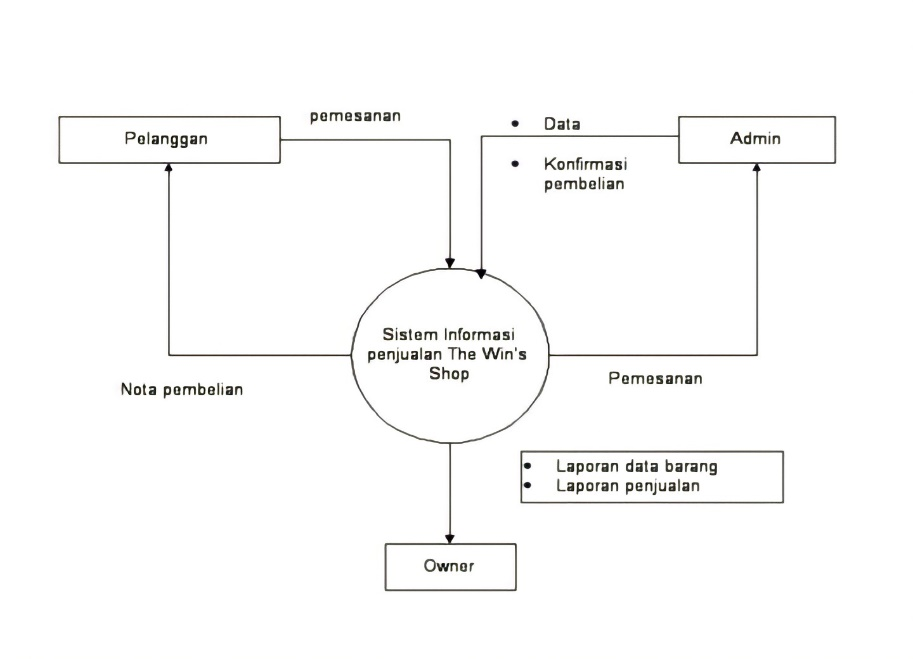 pemesanan
• Data
Pelanggan
Admin
• Konfirmasi
pembelian
Sistem Informasi
penjualan The Win's
Shop
Nota pembelian
Pemesanan
• Laporan data barang
• Laporan penjualan
Owner